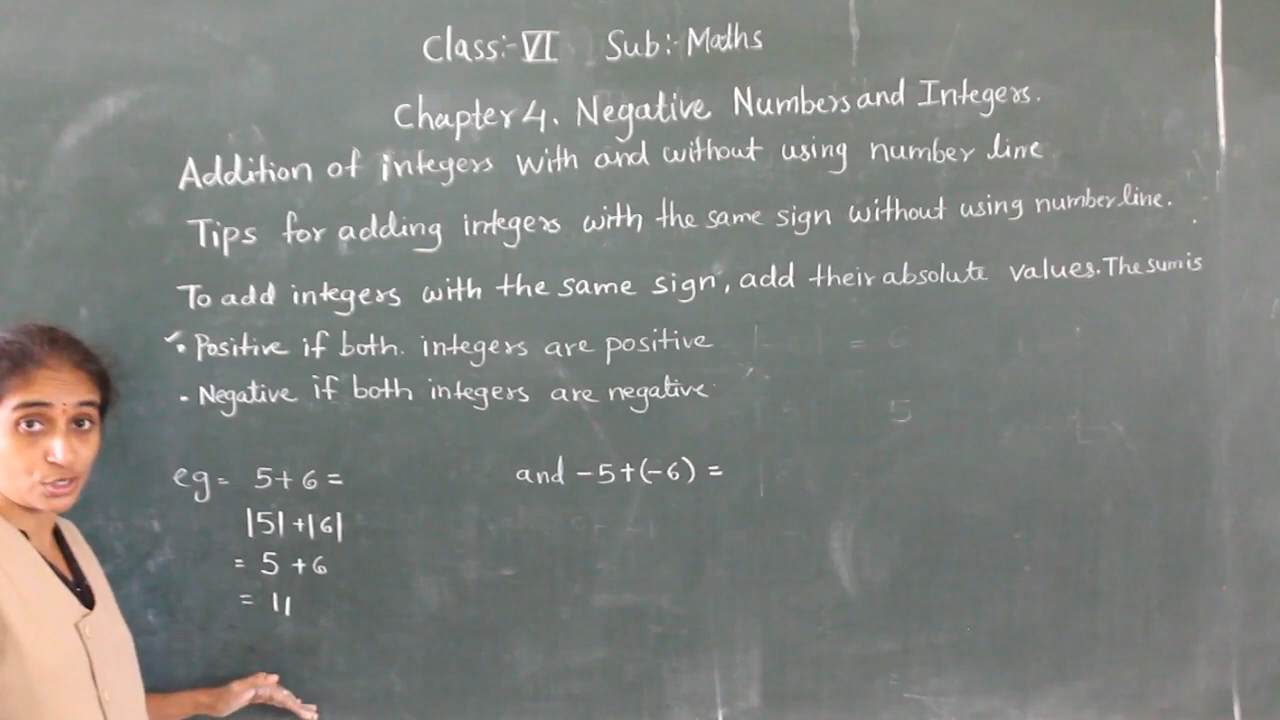 Class:- VI Sub:- Maths
Chapter 4. Negative Numbers and Integers.
Addition of integers with and without using number line
Tips for adding integers with the same sign without using number line.
To add integers with the same sign, add their absolute values. The sum is
• Positive if both. integers are positive
• Negative if both integers are negative
eg = 5+6 = and -5+(-6) =
|5|+|6|
= 5 + 6
= 11